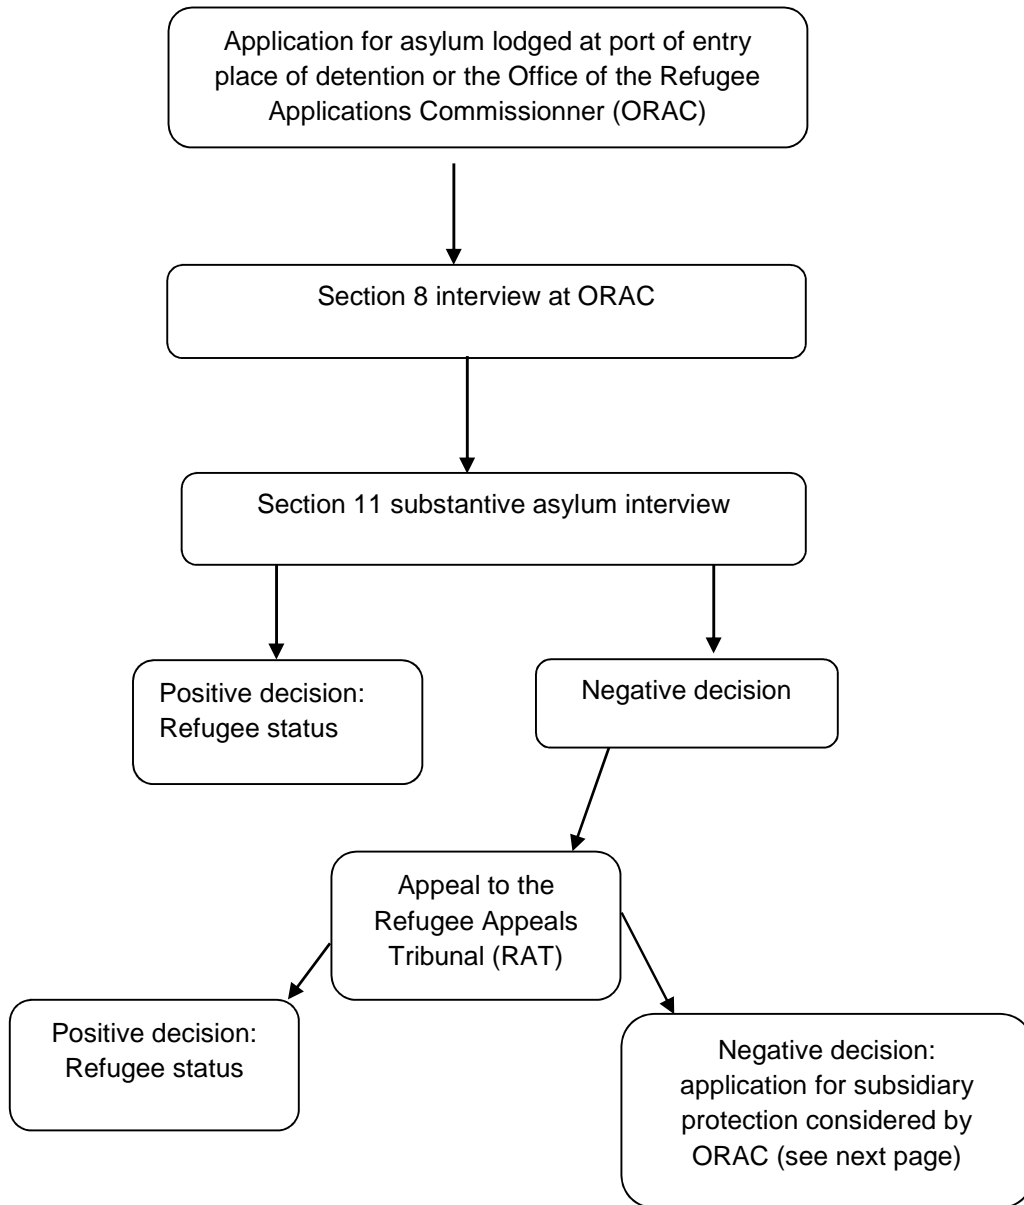 Application for asylum lodged at port of entry
place of detention or the Office of the Refugee
Applications Commissionner (ORAC)
Section 8 interview at ORAC
Section 11 substantive asylum interview
Positive decision:
Refugee status
Negative decision
Appeal to the
Refugee Appeals
Tribunal (RAT)
Positive decision:
Refugee status
Negative decision:
application for subsidiary
protection considered by
ORAC (see next page)